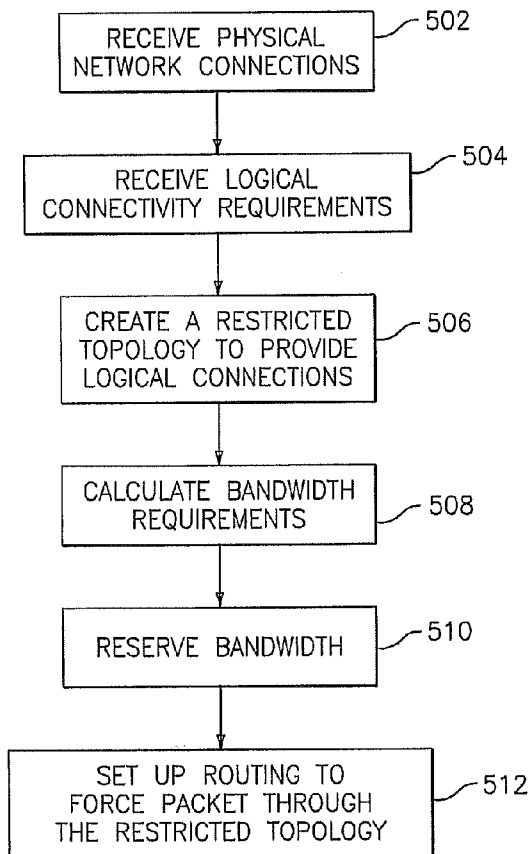 RECEIVE PHYSICAL
NETWORK CONNECTIONS
502
RECEIVE LOGICAL
CONNECTIVITY REQUIREMENTS
504
CREATE A RESTRICTED
TOPOLOGY TO PROVIDE
LOGICAL CONNECTIONS
506
CALCULATE BANDWIDTH
REQUIREMENTS
508
RESERVE BANDWIDTH
510
SET UP ROUTING TO
FORCE PACKET THROUGH
THE RESTRICTED TOPOLOGY
512